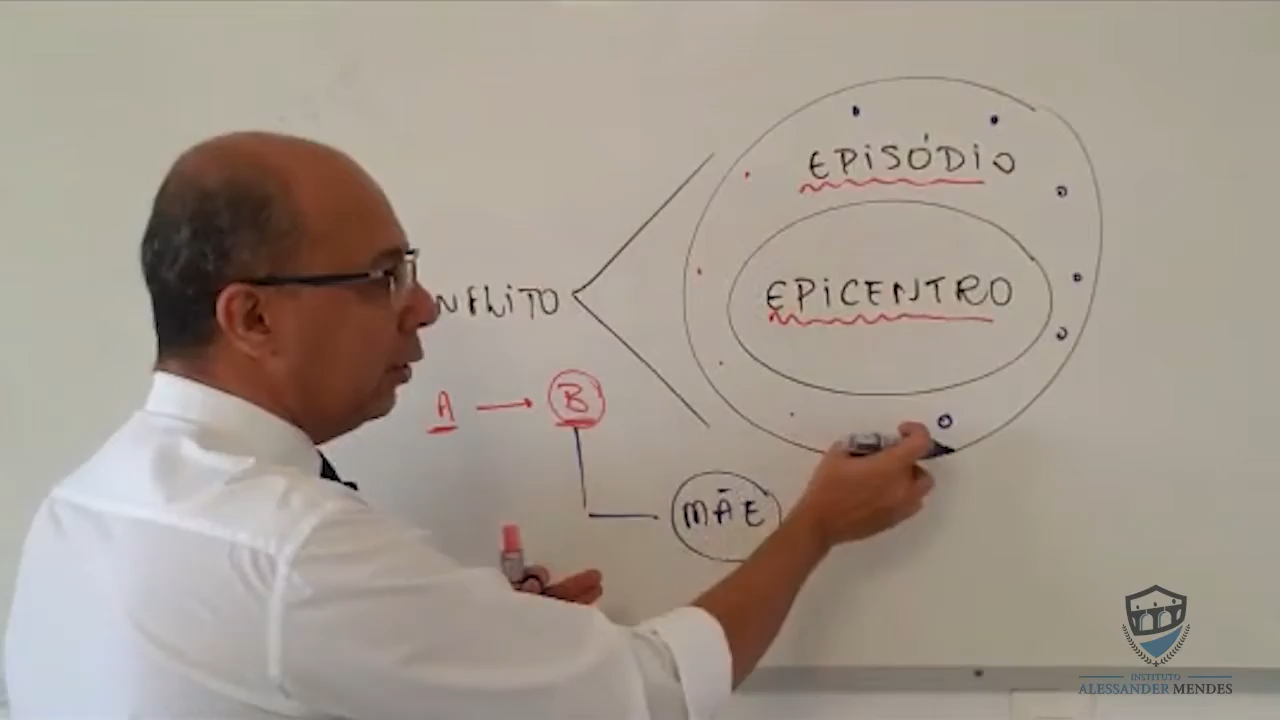 EPISÓDIO
EPICENTRO
NFLITO
A → B
MÃE
INSTITUTO
ALESSANDER MENDES